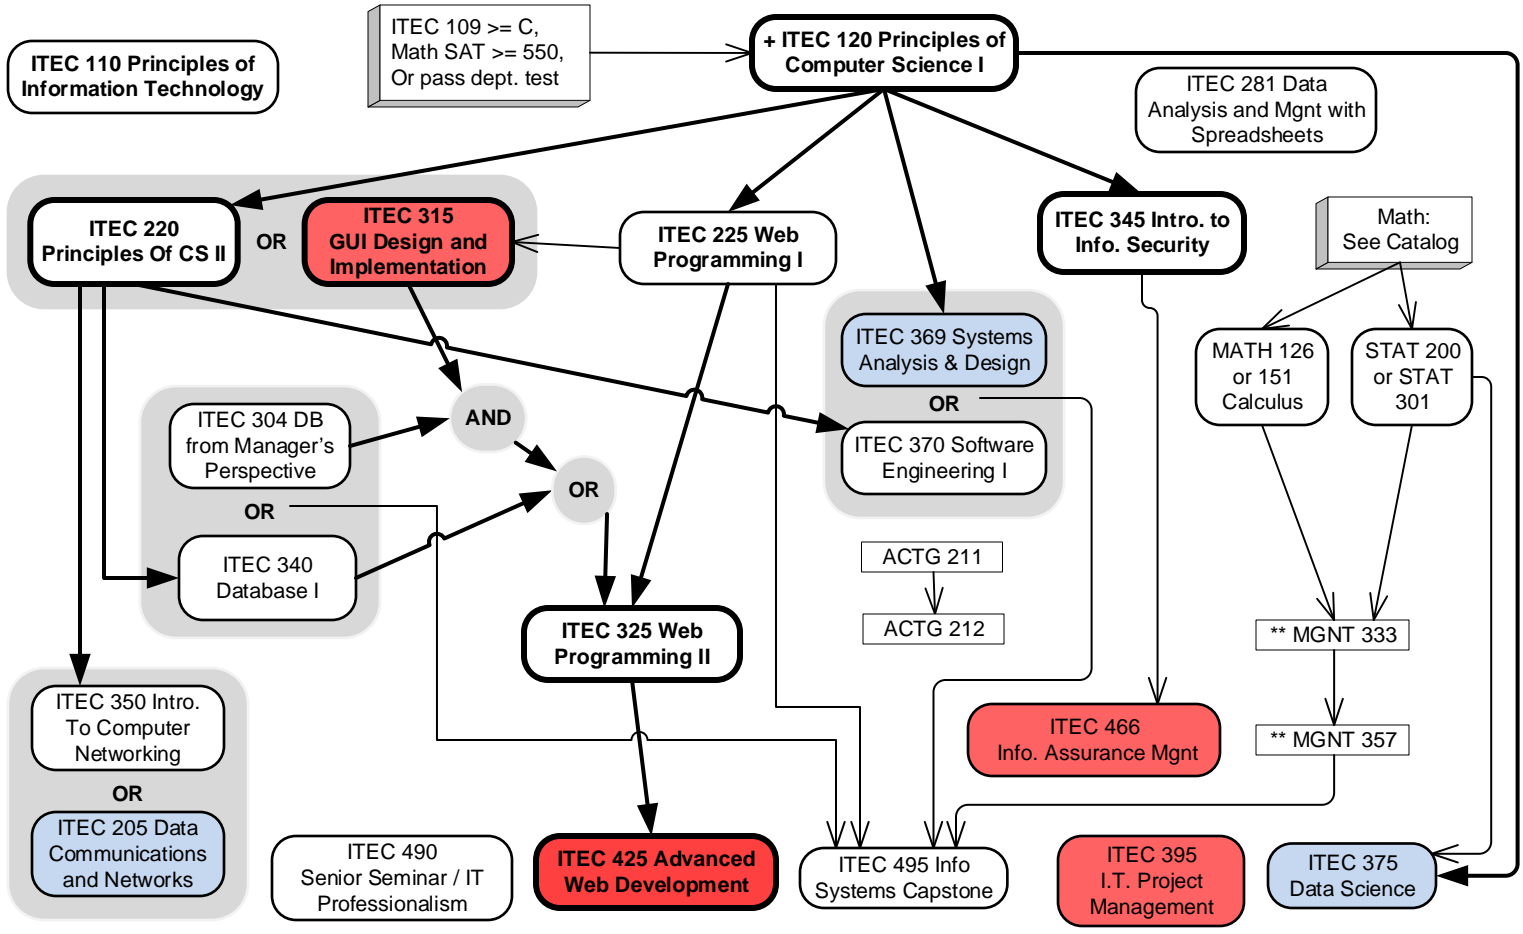 ITEC 109 >= C,
Math SAT >= 550,
Or pass dept. test
+ ITEC 120 Principles of
Computer Science I
ITEC 110 Principles of
Information Technology
ITEC 281 Data
Analysis and Mgnt with
Spreadsheets
ITEC 220
Principles Of CS II
OR
ITEC 315
GUI Design and
Implementation
ITEC 225 Web
Programming I
ITEC 345 Intro. to
Info. Security
Math:
See Catalog
ITEC 369 Systems
Analysis & Design
OR
ITEC 370 Software
Engineering I
MATH 126
or 151
Calculus
STAT 200
or STAT
301
ITEC 304 DB
from Manager's
Perspective
OR
ITEC 340
Database I
AND
OR
ACTG 211
ACTG 212
ITEC 325 Web
Programming II
** MGNT 333
** MGNT 357
ITEC 350 Intro.
To Computer
Networking
OR
ITEC 205 Data
Communications
and Networks
ITEC 466
Info. Assurance Mgnt
ITEC 490
Senior Seminar / IT
Professionalism
ITEC 425 Advanced
Web Development
ITEC 495 Info
Systems Capstone
ITEC 395
I.T. Project
Management
ITEC 375
Data Science